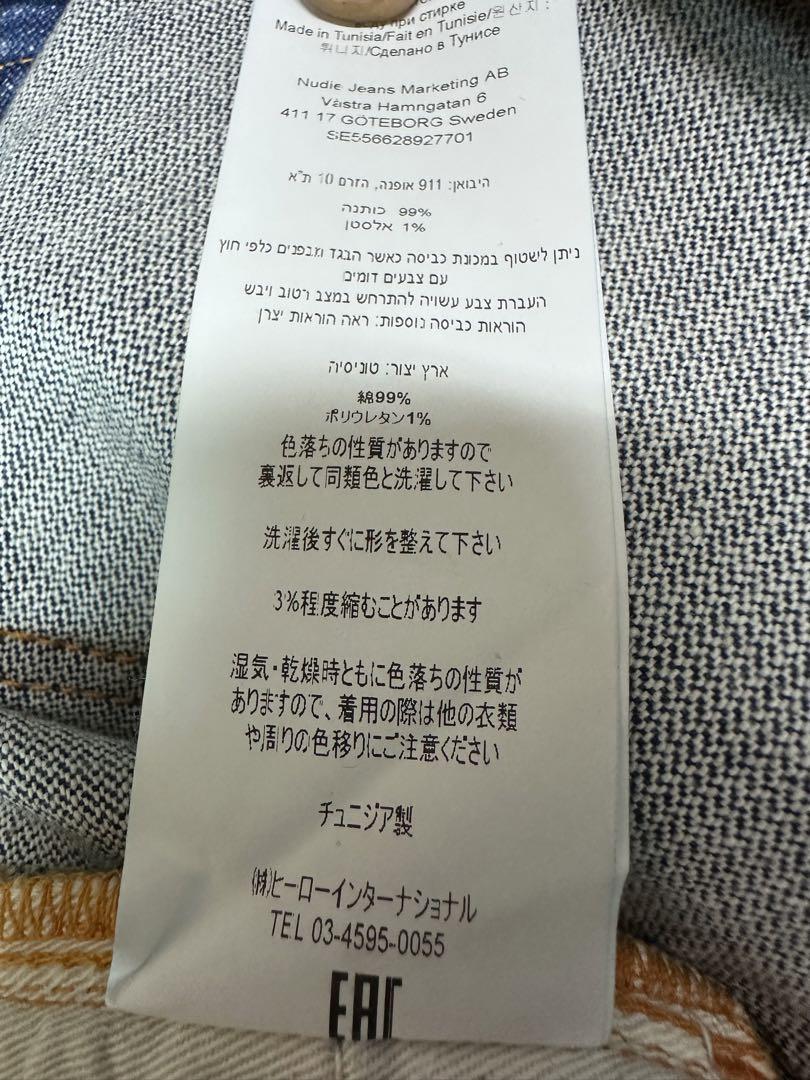 при стирке
Made in Tunisia/Fait en Tunisie/원산지:
튀니지/Сделано в Тунисе
Nudie Jeans Marketing AB
Västra Hamngatan 6
411 17 GÖTEBORG Sweden
SE556628927701
היבואן: 911 אופנה, הזרם 10 ת"א
99% כותנה
1% אלסטן
ניתן לישטוף במכונת כביסה כאשר הבגד ומבפנים כלפי חוץ
עם צבעים דומים
העברת צבע עשויה להתרחש במצב רטוב ויבש
הוראות כביסה נוספות: ראה הוראות יצרן
ארץ יצור: טוניסיה
綿99%
ポリウレタン1%
色落ちの性質がありますので
裏返して同類色と洗濯して下さい
洗濯後すぐに形を整えて下さい
3%程度縮むことがあります
湿気・乾燥時ともに色落ちの性質が
ありますので、着用の際は他の衣類
や周りの色移りにご注意ください
チュニジア製
(株)ヒーローインターナショナル
TEL 03-4595-0055
EAC